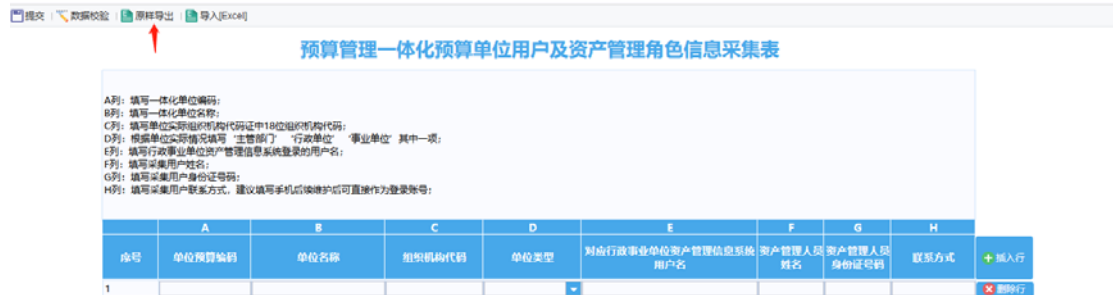 提交 数据校验 原样导出 导入[Excel]
预算管理一体化预算单位用户及资产管理角色信息采集表
A列：填写一体化单位编码；
B列：填写一体化单位名称；
C列：填写单位实际组织机构代码证中18位组织机构代码；
D列：根据单位实际情况填写‘主管部门’ ‘行政单位’ ‘事业单位’其中一项；
E列：填写行政事业单位资产管理信息系统登录的用户名；
F列：填写采集用户姓名；
G列：填写采集用户身份证号码；
H列：填写采集用户联系方式，建议填写手机后续维护后可直接作为登录账号；
A B C D E F G H
序号 单位预算编码 单位名称 组织机构代码 单位类型 对应行政事业单位资产管理信息系统 资产管理人员 资产管理人员 联系方式 插入行
用户名 姓名 身份证号码
1 删除行